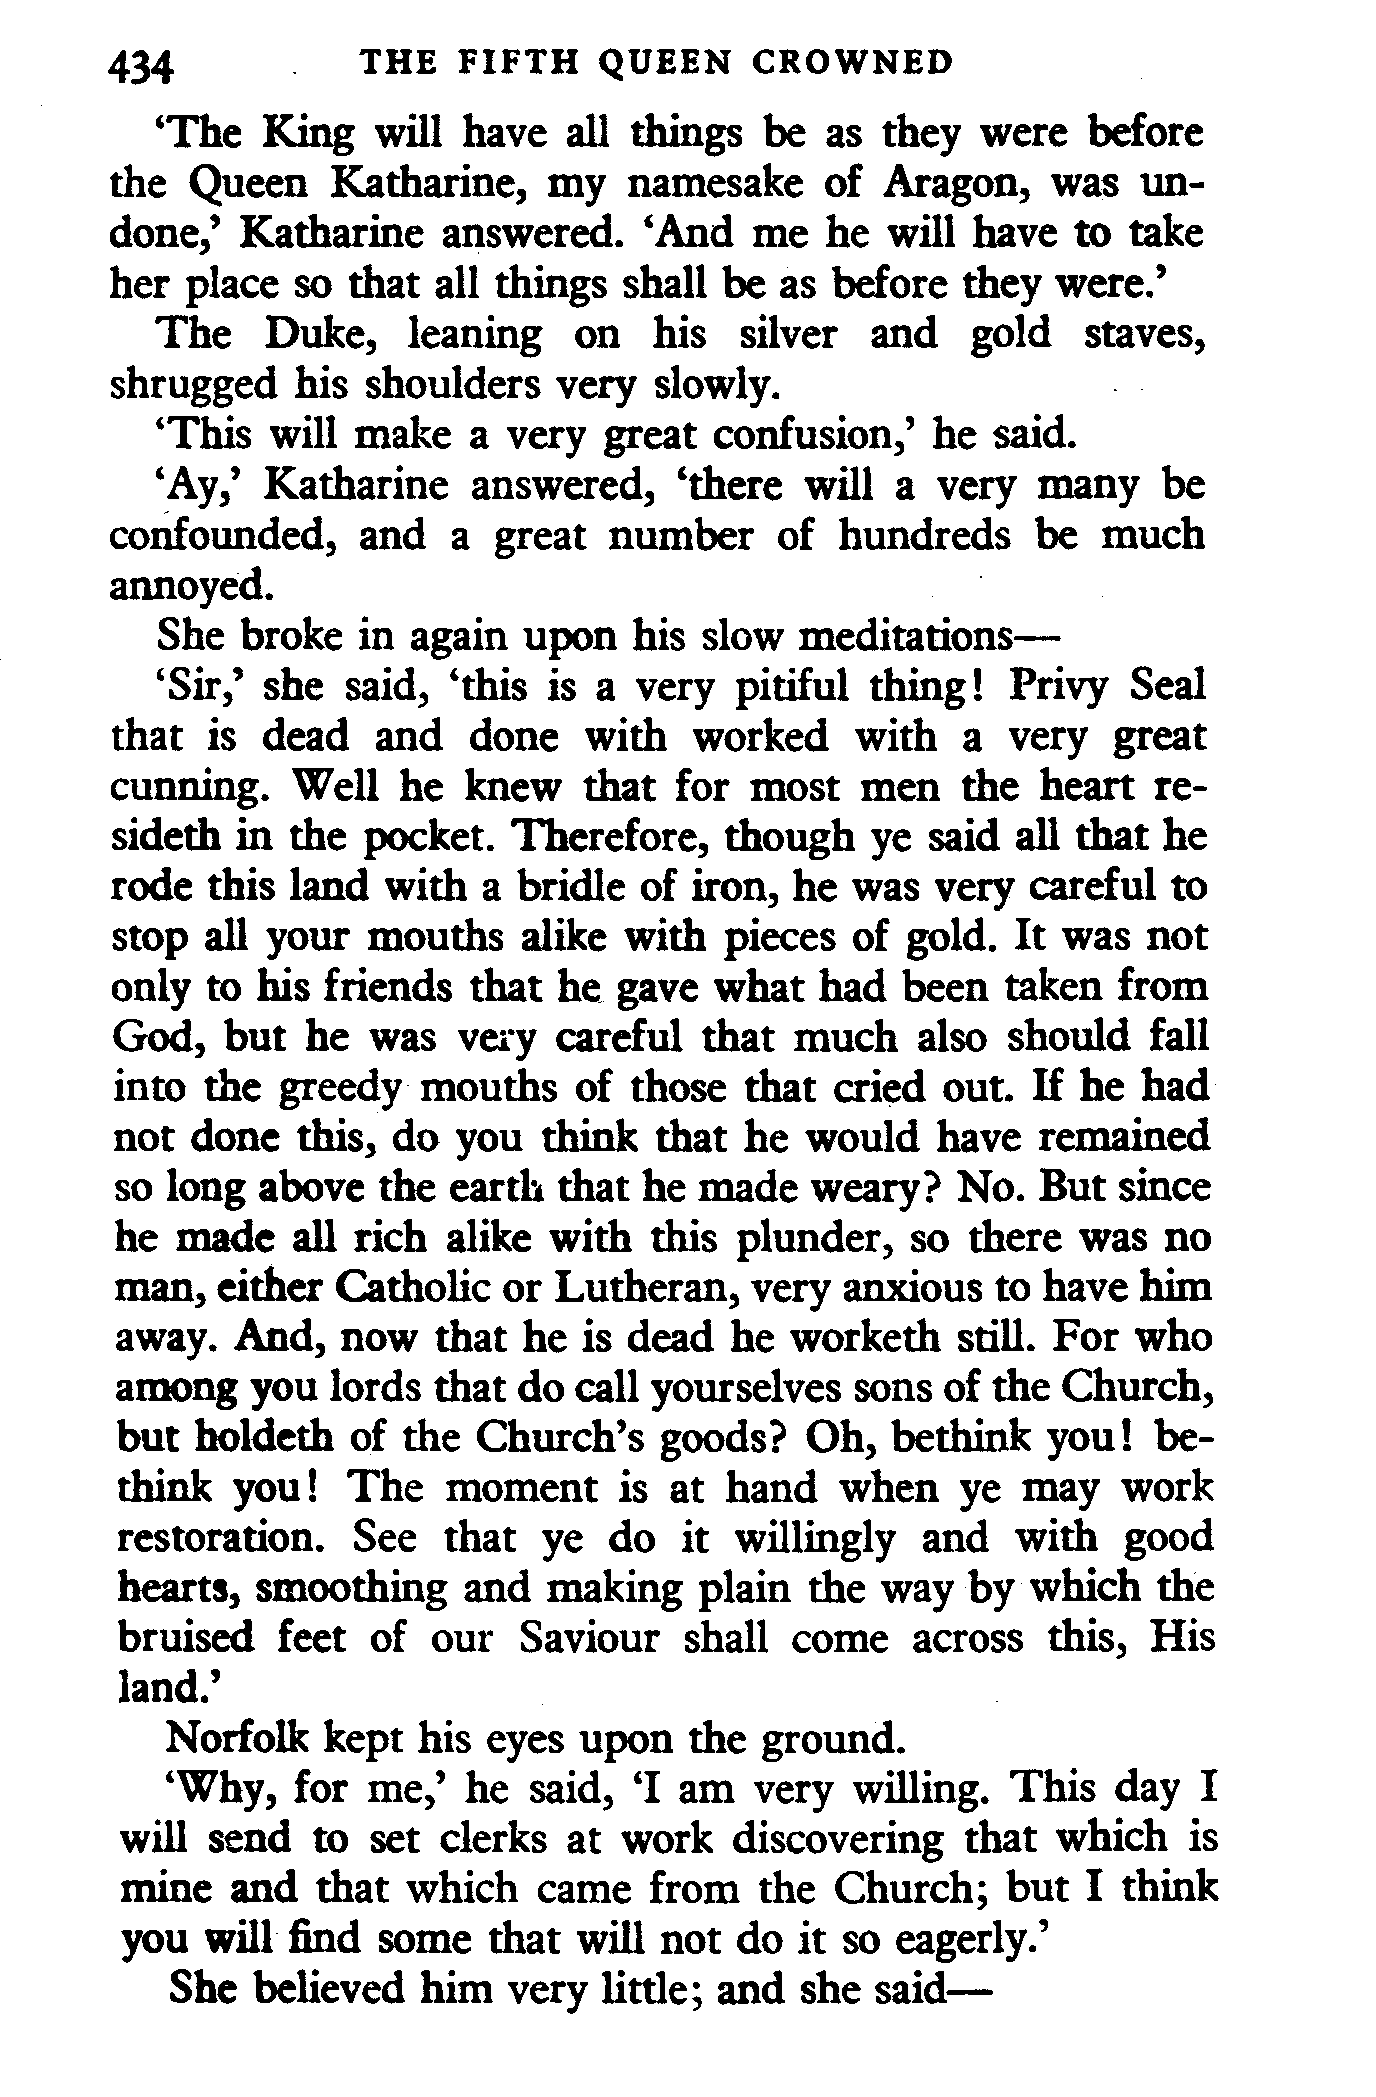 434 THE FIFTH QUEEN CROWNED
‘The King will have all things be as they were before
the Queen Katharine, my namesake of Aragon, was un-
done,’ Katharine answered. ‘And me he will have to take
her place so that all things shall be as before they were.’
The Duke, leaning on his silver and gold staves,
shrugged his shoulders very slowly.
‘This will make a very great confusion,’ he said.
‘Ay,’ Katharine answered, ‘there will a very many be
confounded, and a great number of hundreds be much
annoyed.
She broke in again upon his slow meditations—
‘Sir,’ she said, ‘this is a very pitiful thing! Privy Seal
that is dead and done with worked with a very great
cunning. Well he knew that for most men the heart re-
sideth in the pocket. Therefore, though ye said all that he
rode this land with a bridle of iron, he was very careful to
stop all your mouths alike with pieces of gold. It was not
only to his friends that he gave what had been taken from
God, but he was very careful that much also should fall
into the greedy mouths of those that cried out. If he had
not done this, do you think that he would have remained
so long above the earth that he made weary? No. But since
he made all rich alike with this plunder, so there was no
man, either Catholic or Lutheran, very anxious to have him
away. And, now that he is dead he worketh still. For who
among you lords that do call yourselves sons of the Church,
but holdeth of the Church’s goods? Oh, bethink you! be-
think you! The moment is at hand when ye may work
restoration. See that ye do it willingly and with good
hearts, smoothing and making plain the way by which the
bruised feet of our Saviour shall come across this, His
land.’
Norfolk kept his eyes upon the ground.
‘Why, for me,’ he said, ‘I am very willing. This day I
will send to set clerks at work discovering that which is
mine and that which came from the Church; but I think
you will find some that will not do it so eagerly.’
She believed him very little; and she said—